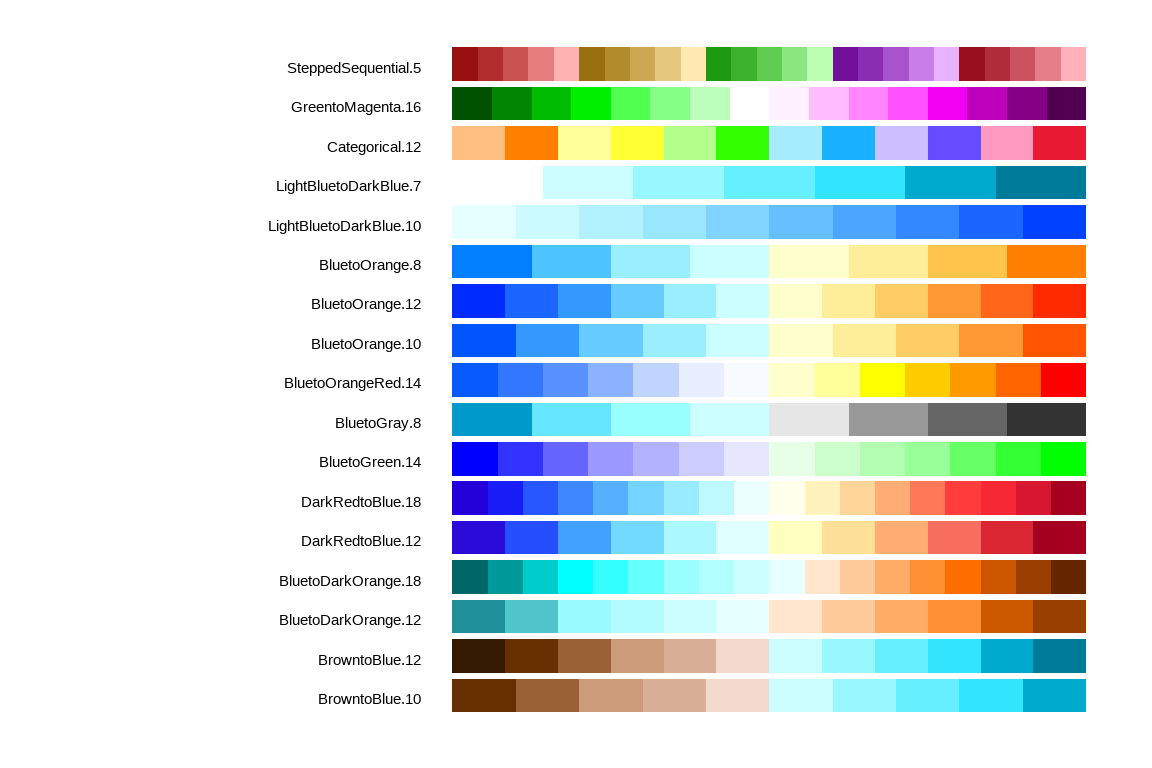 SteppedSequential.5
GreentoMagenta.16
Categorical.12
LightBluetoDarkBlue.7
LightBluetoDarkBlue.10
BluetoOrange.8
BluetoOrange.12
BluetoOrange.10
BluetoOrangeRed.14
BluetoGray.8
BluetoGreen.14
DarkRedtoBlue.18
DarkRedtoBlue.12
BluetoDarkOrange.18
BluetoDarkOrange.12
BrowntoBlue.12
BrowntoBlue.10